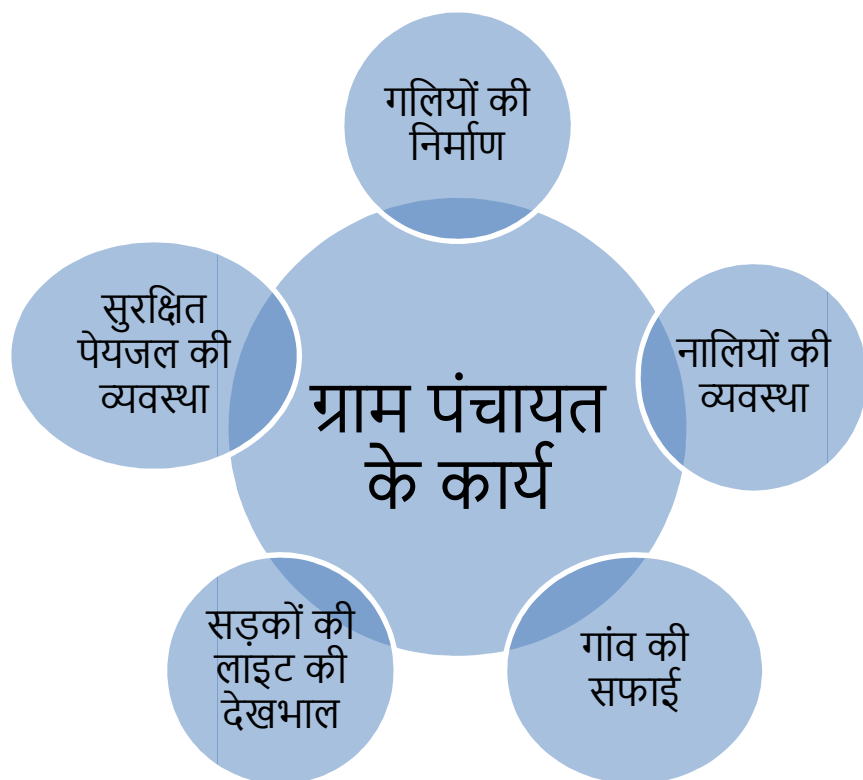 गलियों की
निर्माण
सुरक्षित
पेयजल की
व्यवस्था
नालियों की
व्यवस्था
ग्राम पंचायत
के कार्य
सड़कों की
लाइट की
देखभाल
गांव की
सफाई